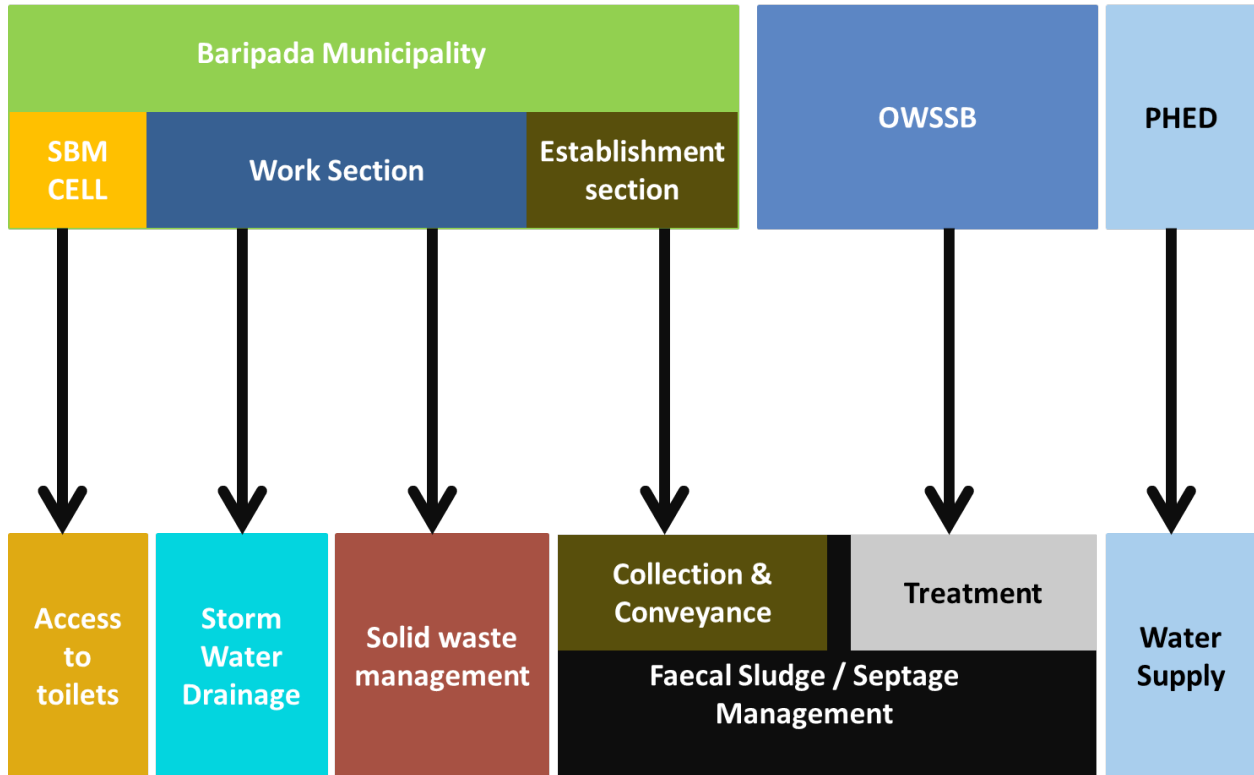 Baripada Municipality
OWSSB
PHED
SBM
CELL
Work Section
Establishment
section
Access
to
toilets
Storm
Water
Drainage
Solid waste
management
Collection &
Conveyance
Treatment
Faecal Sludge / Septage
Management
Water
Supply